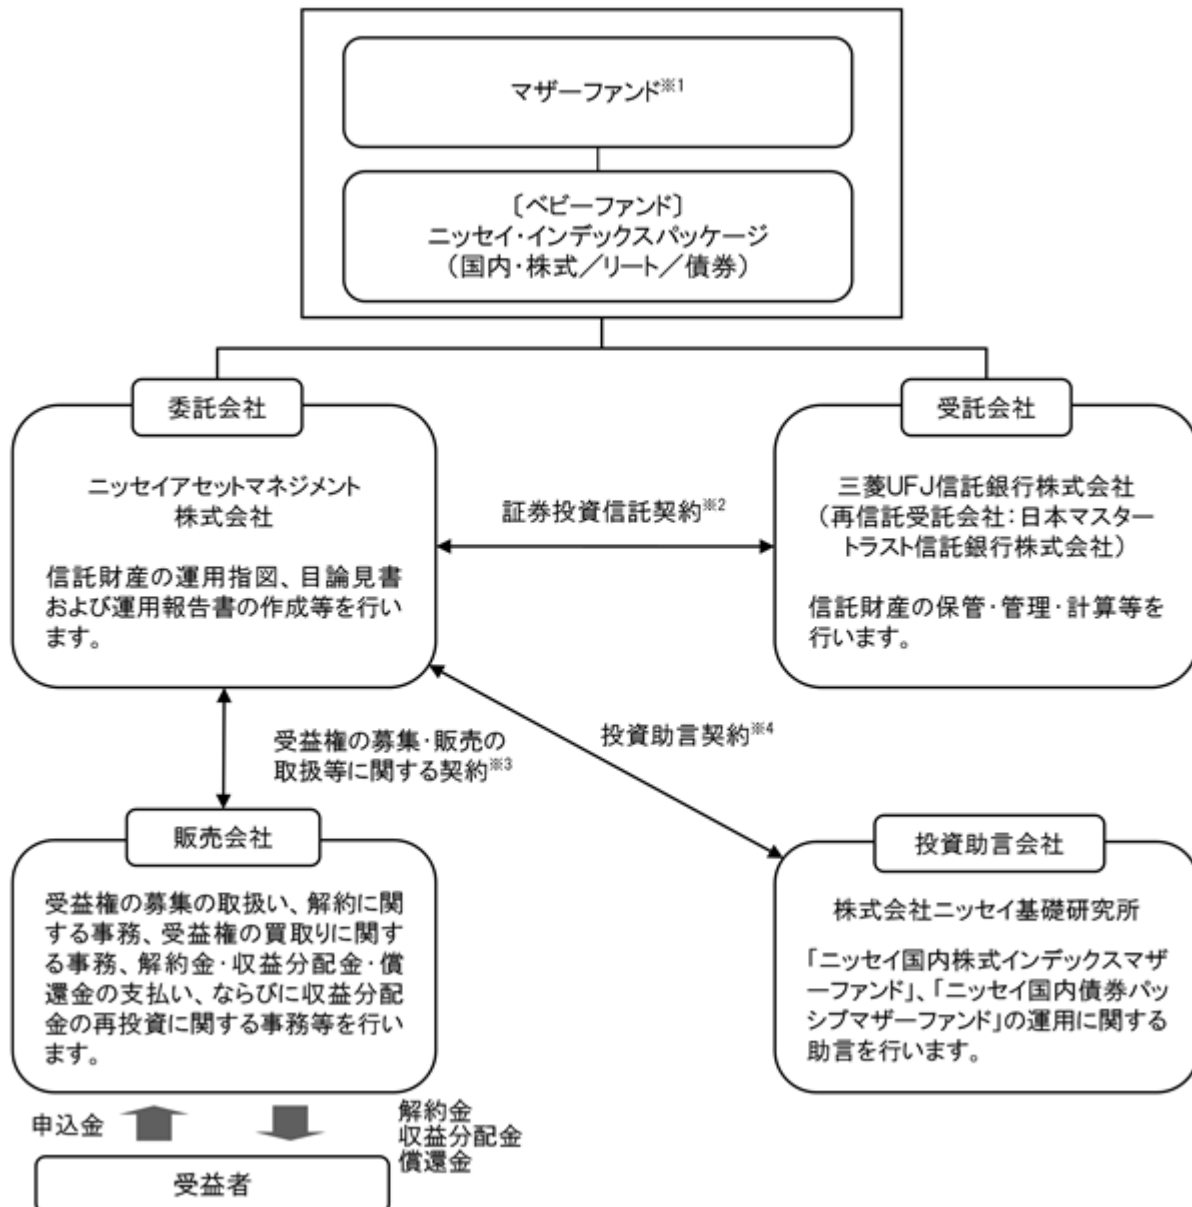 マザーファンド※1
〔ベビーファンド〕
ニッセイ・インデックスパッケージ
（国内・株式／リート／債券）
委託会社
ニッセイアセットマネジメント
株式会社
信託財産の運用指図、目論見書
および運用報告書の作成等を行い
ます。
証券投資信託契約※2
受託会社
三菱UFJ信託銀行株式会社
（再信託受託会社：日本マスター
トラスト信託銀行株式会社）
信託財産の保管・管理・計算等を
行います。
受益権の募集・販売の
取扱等に関する契約※3
投資助言契約※4
販売会社
受益権の募集の取扱い、解約に関
する事務、受益権の買取りに関す
る事務、解約金・収益分配金・償
還金の支払い、ならびに収益分配
金の再投資に関する事務等を行い
ます。
投資助言会社
株式会社ニッセイ基礎研究所
「ニッセイ国内株式インデックスマザ
ーファンド」、「ニッセイ国内債券パッ
シブマザーファンド」の運用に関する
助言を行います。
申込金
解約金
収益分配金
償還金
受益者